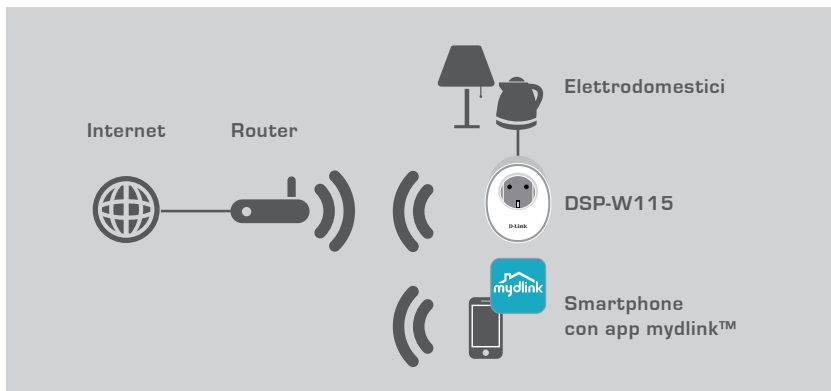 Elettrodomestici
Internet
Router
DSP-W115
D-Link
mydlink
Smartphone
con app mydlink™